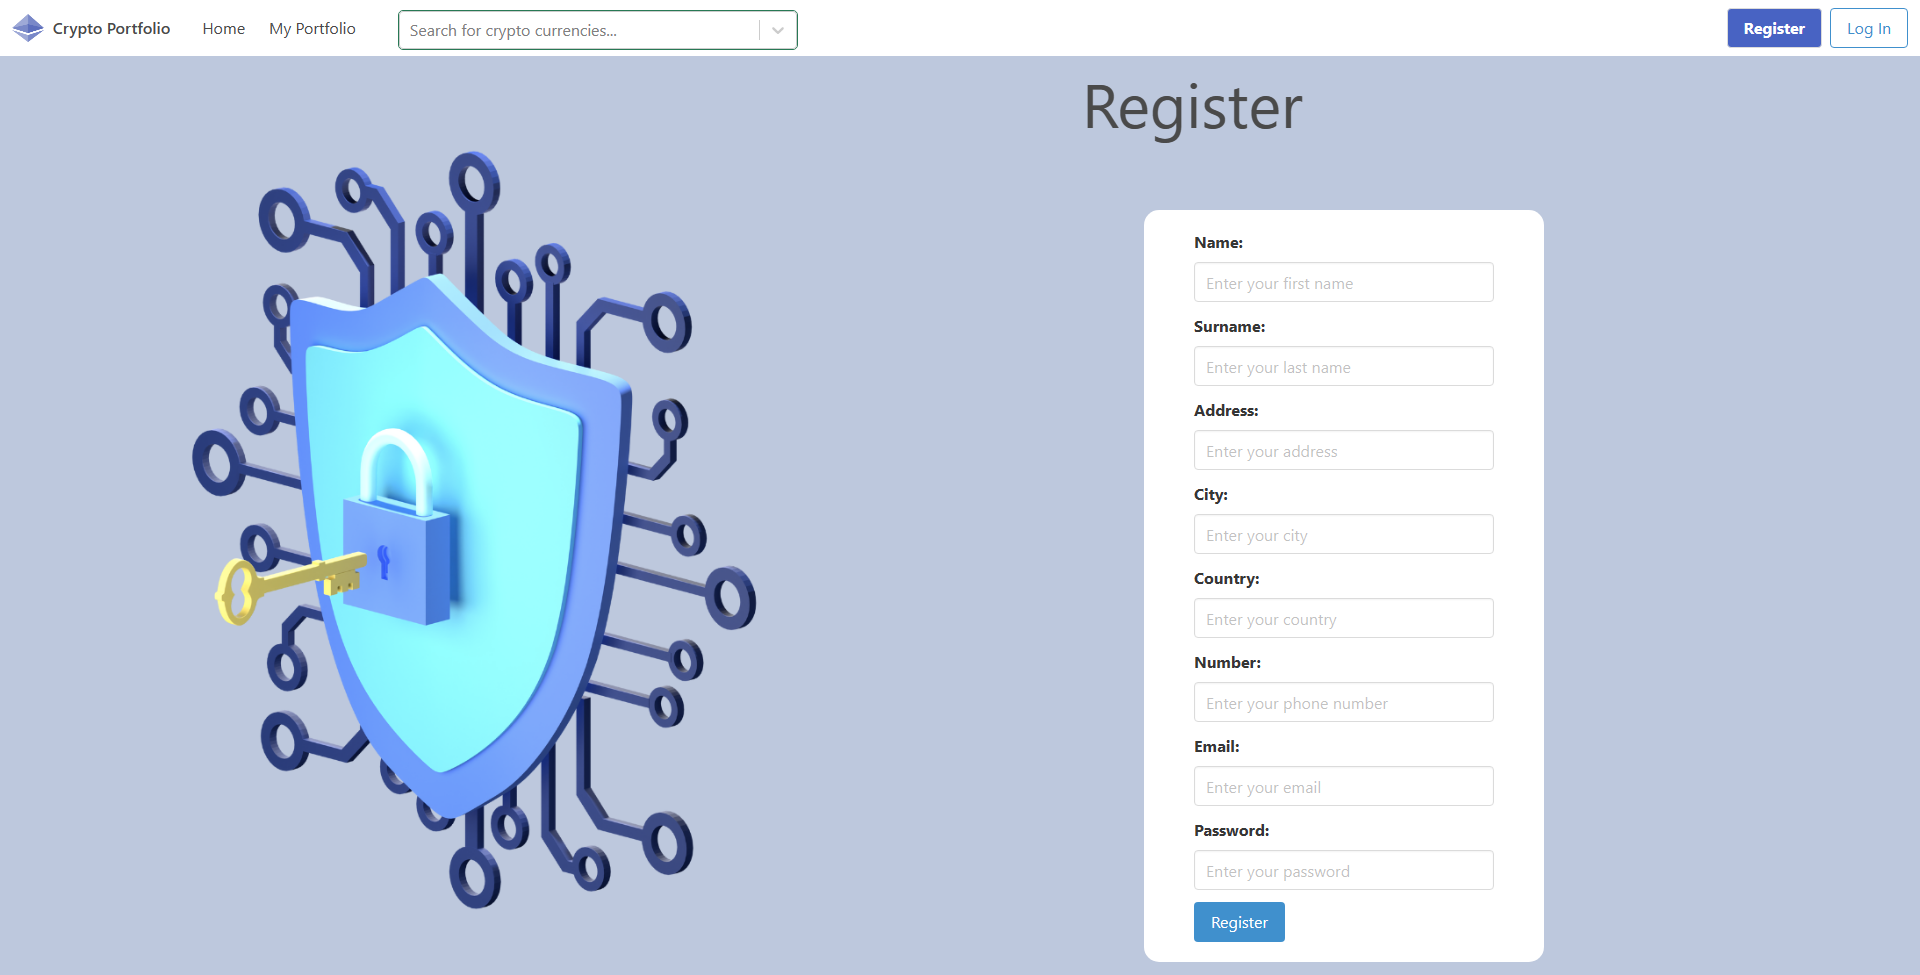 Crypto Portfolio Home My Portfolio Search for crypto currencies... Register Log In
Register
Name:
Enter your first name
Surname:
Enter your last name
Address:
Enter your address
City:
Enter your city
Country:
Enter your country
Number:
Enter your phone number
Email:
Enter your email
Password:
Enter your password
Register